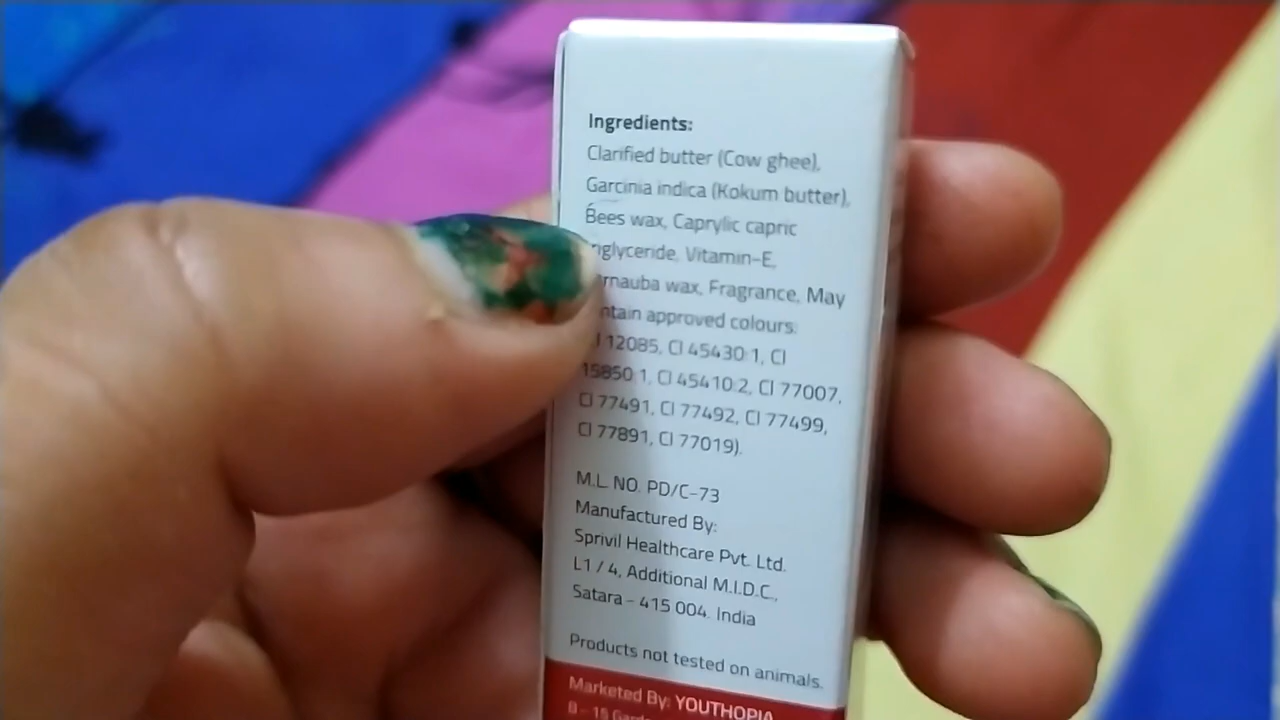 Ingredients:
Clarified butter (Cow ghee),
Garcinia indica (Kokum butter),
Bees wax, Caprylic capric
Vitamin-E,
wax, Fragrance, May
approved colours:
12085, CI 45430:1, CI
15850:1, CI 45410:2, CI 77007,
CI 77491, CI 77492, CI 77499,
CI 77891, CI 77019).
M.L. NO. PD/C-73
Manufactured By:
Sprivil Healthcare Pvt. Ltd.
L1 / 4, Additional M.I.D.C.,
Satara - 415 004. India
Products not tested on animals.
Marketed By: YOUTHOPIA